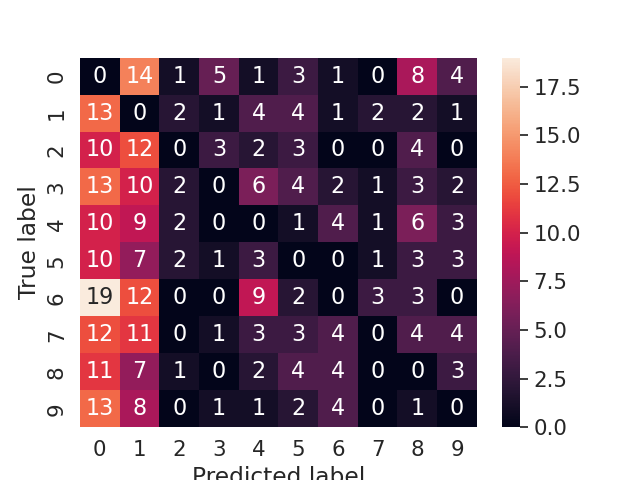 0 0 14 1 5 1 3 1 0 8 4
1 13 0 2 1 4 4 1 2 2 1
2 10 12 0 3 2 3 0 0 4 0
3 13 10 2 0 6 4 2 1 3 2
4 10 9 2 0 0 1 4 1 6 3
5 10 7 2 1 3 0 0 1 3 3
6 19 12 0 0 9 2 0 3 3 0
7 12 11 0 1 3 3 4 0 4 4
8 11 7 1 0 2 4 4 0 0 3
9 13 8 0 1 1 2 4 0 1 0
0 1 2 3 4 5 6 7 8 9
Predicted label
True label
17.5
15.0
12.5
10.0
7.5
5.0
2.5
0.0